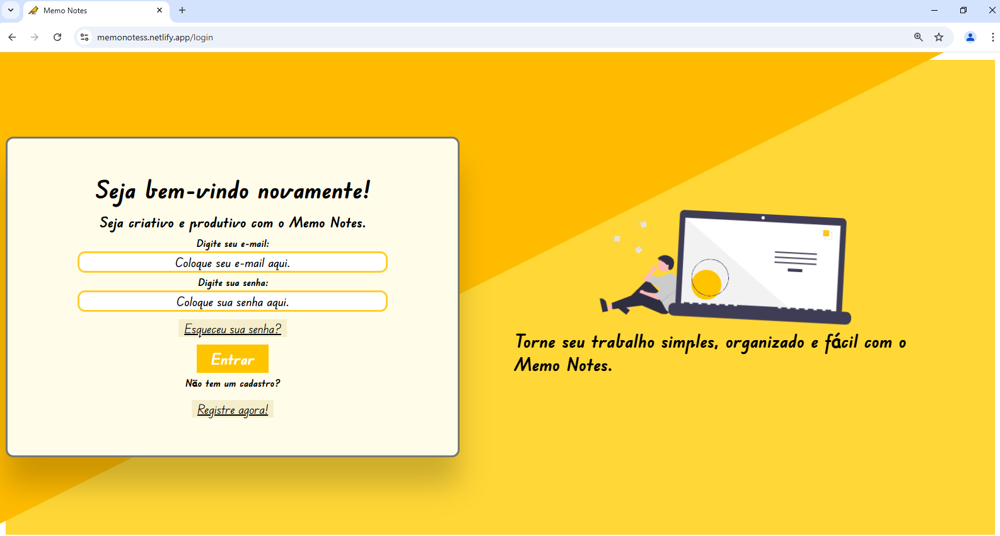 Memo Notes
memonotess.netlify.app/login
Seja bem-vindo novamente!
Seja criativo e produtivo com o Memo Notes.
Digite seu e-mail:
Coloque seu e-mail aqui.
Digite sua senha:
Coloque sua senha aqui.
Esqueceu sua senha?
Entrar
Não tem um cadastro?
Registre agora!
Torne seu trabalho simples, organizado e fácil com o
Memo Notes.